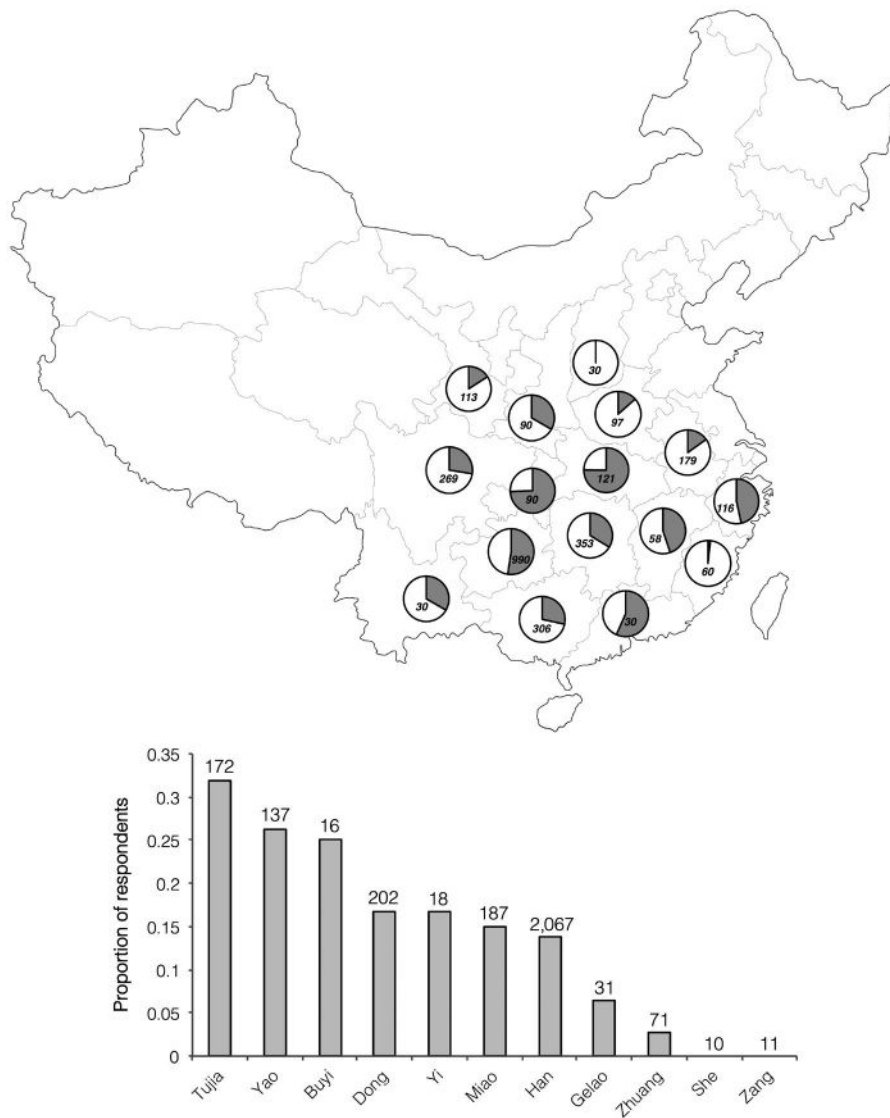 30
113
97
90
179
269
121
90
116
58
353
990
60
30
306
30
Proportion of respondents
0.35
0.3
0.25
0.2
0.15
0.1
0.05
0
172
137
16
202
18
187
2,067
31
71
10
11
Tujia
Yao
Buyi
Dong
Yi
Miao
Han
Gelao
Zhuang
She
Zang